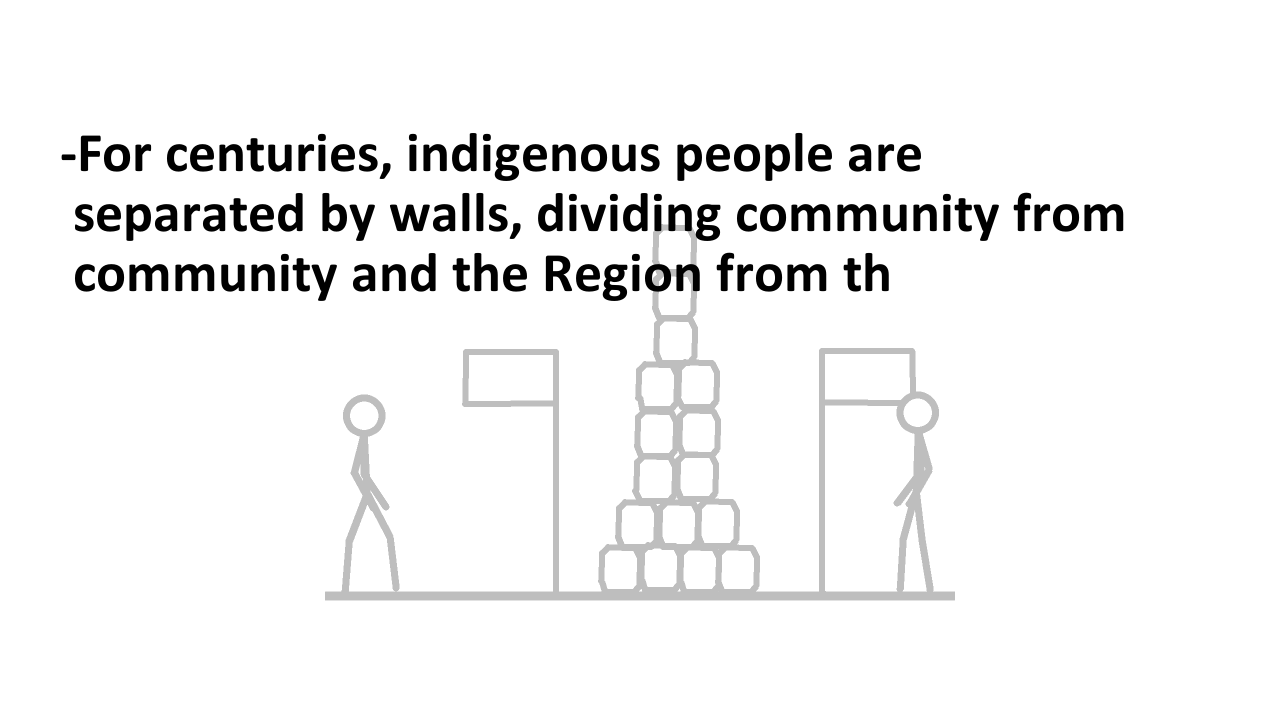 -For centuries, indigenous people are
separated by walls, dividing community from
community and the Region from th